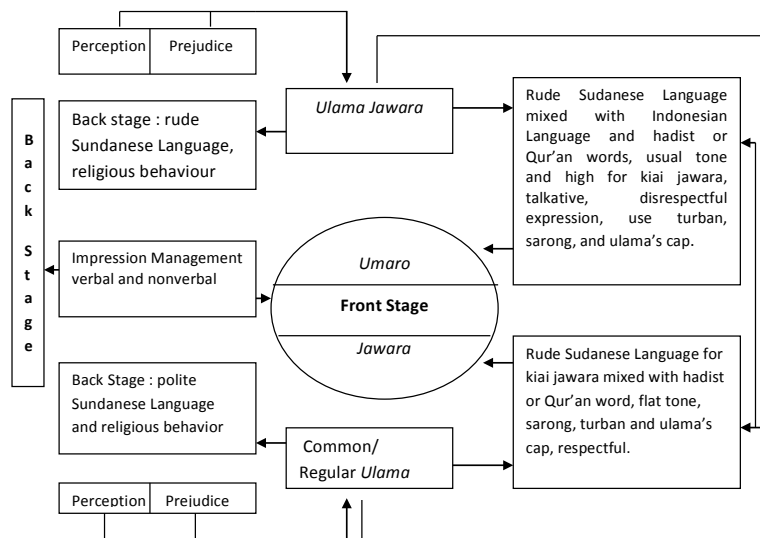 Perception
Prejudice
Back Stage
Back stage : rude
Sundanese Language,
religious behaviour
Ulama Jawara
Rude Sudanese Language
mixed with Indonesian
Language and hadist or
Qur’an words, usual tone
and high for kiai jawara,
talkative, disrespectful
expression, use turban,
sarong, and ulama’s cap.
Impression Management
verbal and nonverbal
Umaro
Front Stage
Jawara
Back Stage : polite
Sundanese Language
and religious behavior
Common/
Regular Ulama
Rude Sudanese Language for
kiai jawara mixed with hadist
or Qur’an word, flat tone,
sarong, turban and ulama’s
cap, respectful.
Perception
Prejudice